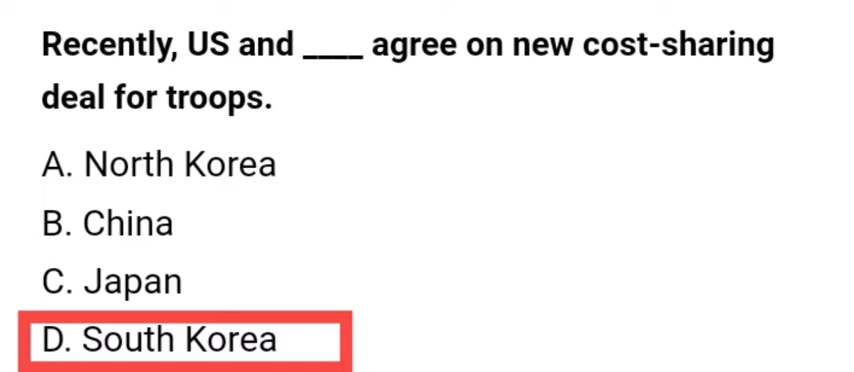 Recently, US and ____ agree on new cost-sharing
deal for troops.
A. North Korea
B. China
C. Japan
D. South Korea